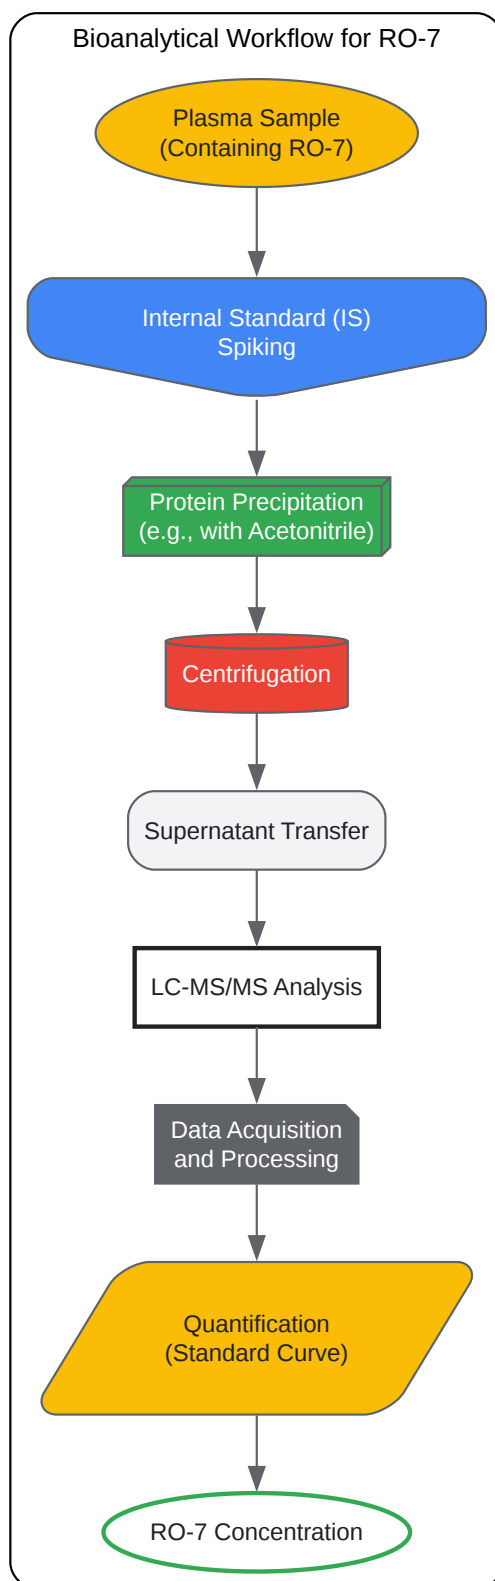 Bioanalytical Workflow for RO-7
Plasma Sample
(Containing RO-7)
Internal Standard (IS)
Spiking
Protein Precipitation
(e.g., with Acetonitrile)
Centrifugation
Supernatant Transfer
LC-MS/MS Analysis
Data Acquisition
and Processing
Quantification
(Standard Curve)
RO-7 Concentration